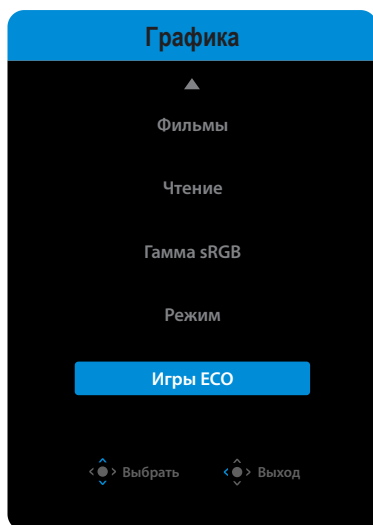 Графика
Фильмы
Чтение
Гамма sRGB
Режим
Игры ECO
Выбрать Выход